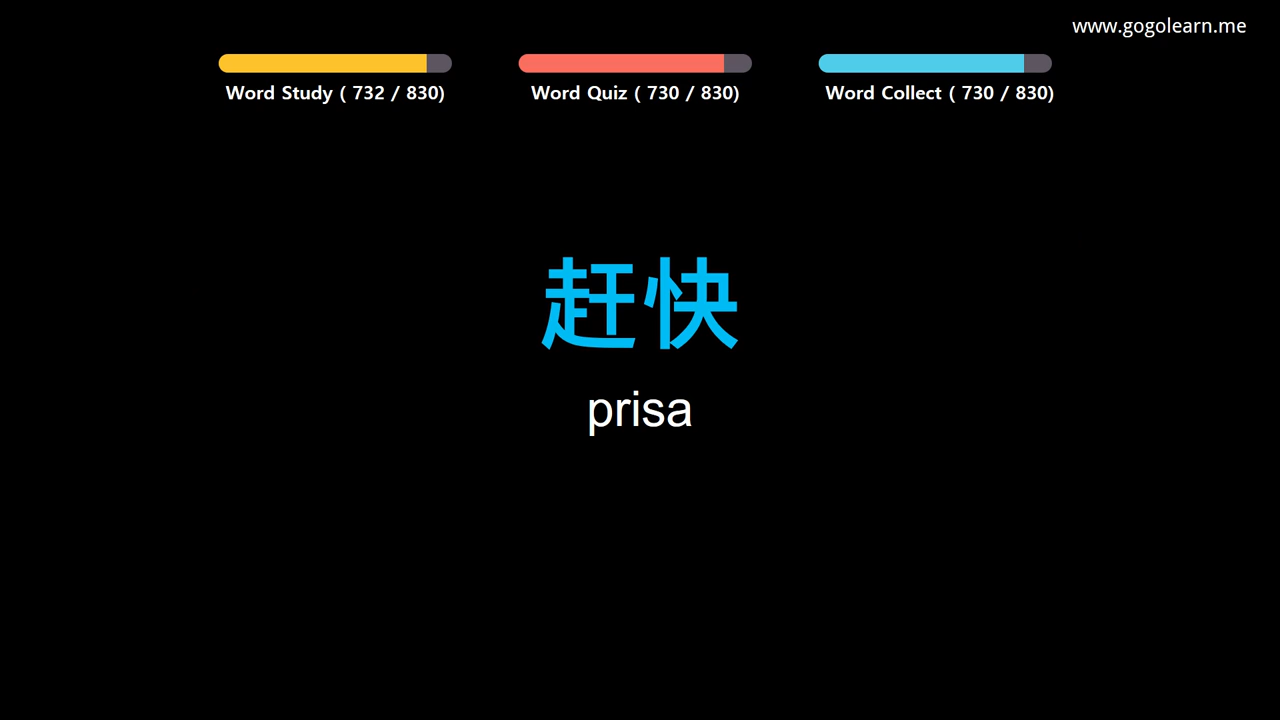 www.gogolearn.me
Word Study ( 732 / 830)
Word Quiz ( 730 / 830)
Word Collect ( 730 / 830)
赶快
prisa